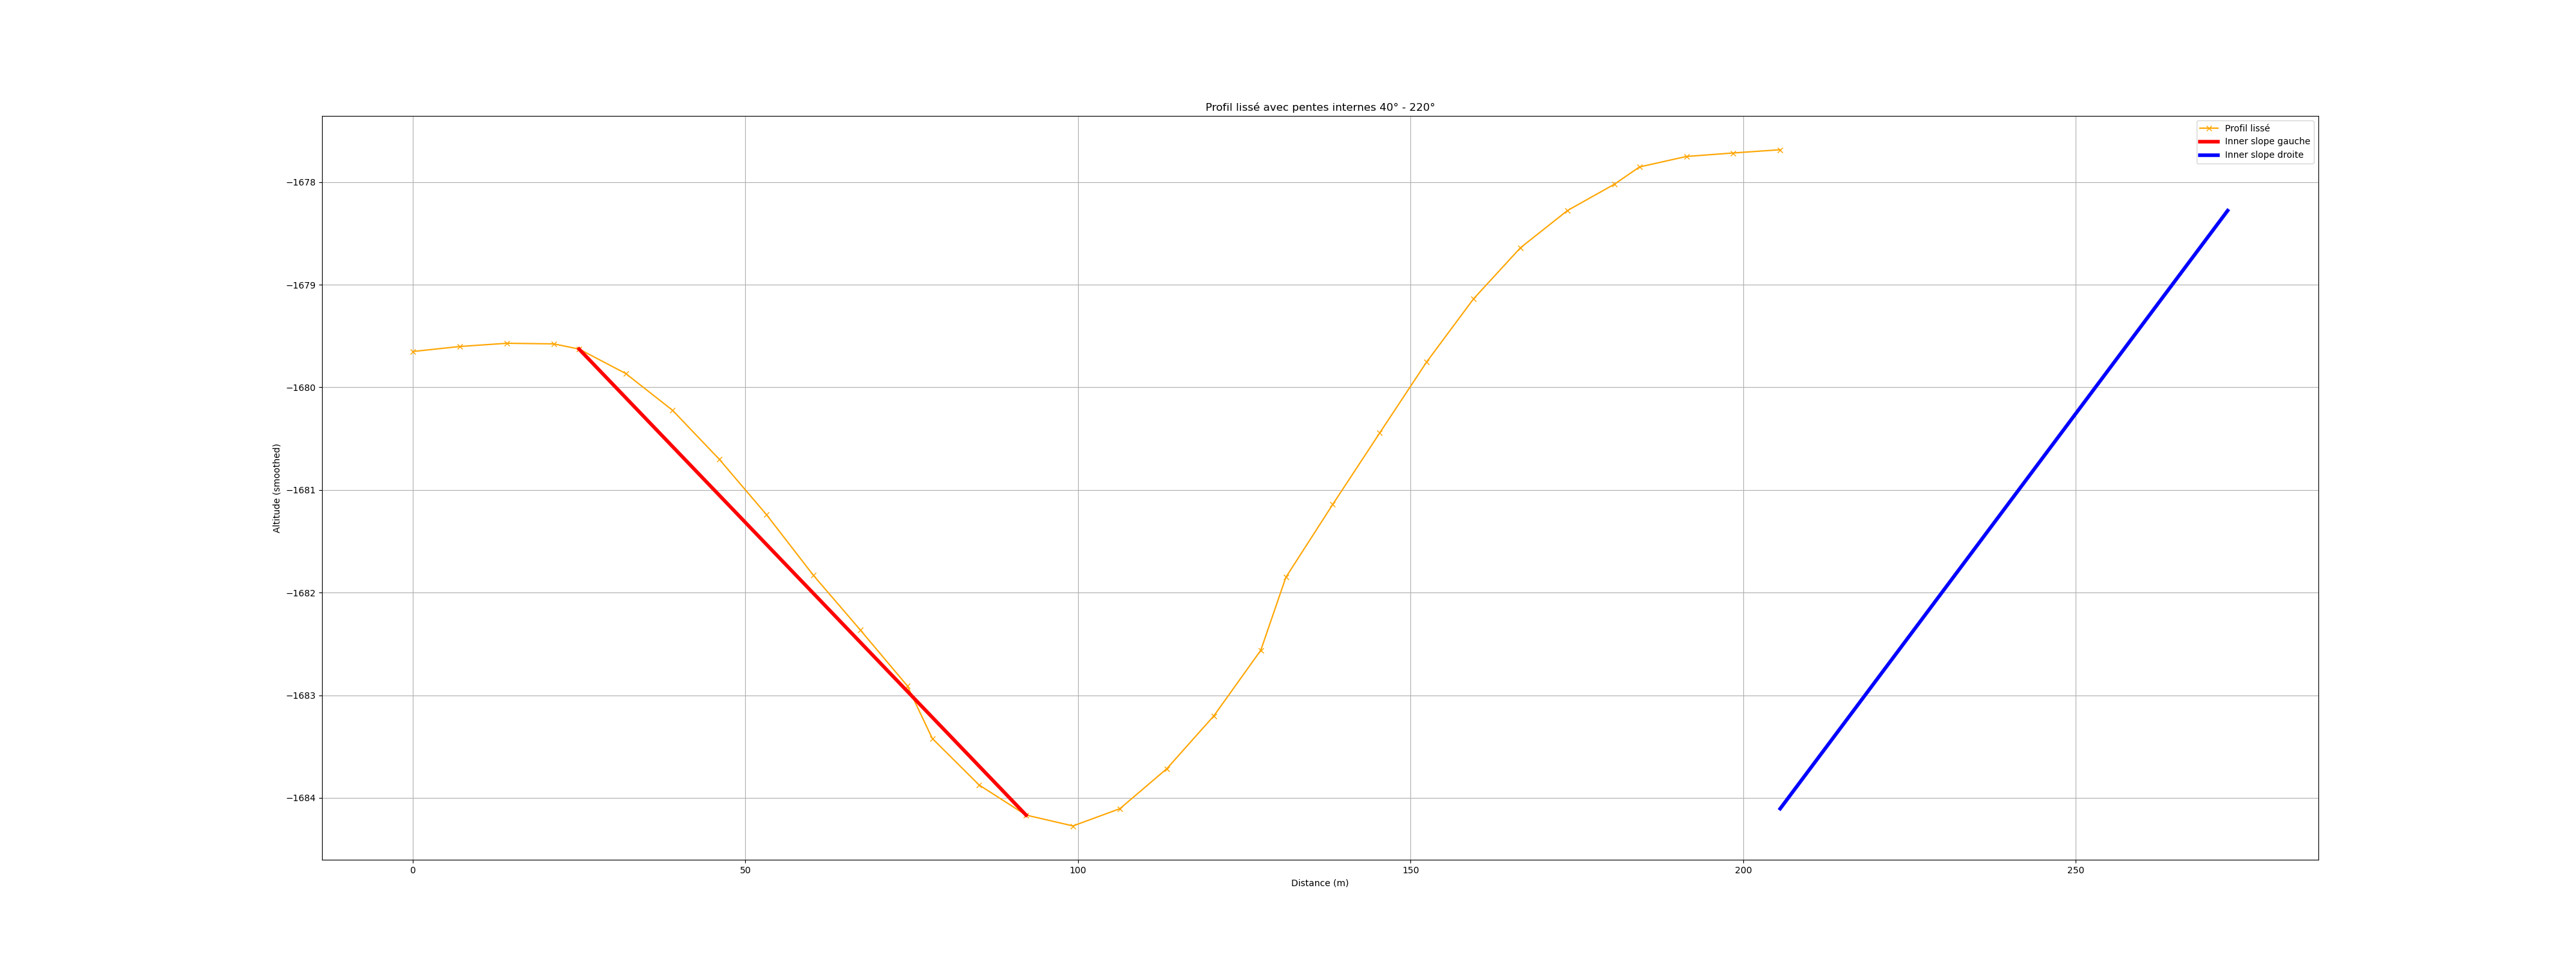 Profil lissé avec pentes internes 40° - 220°
Profil lissé
Inner slope gauche
Inner slope droite
Altitude (smoothed)
−1678
−1679
−1680
−1681
−1682
−1683
−1684
0
50
100
150
200
250
Distance (m)